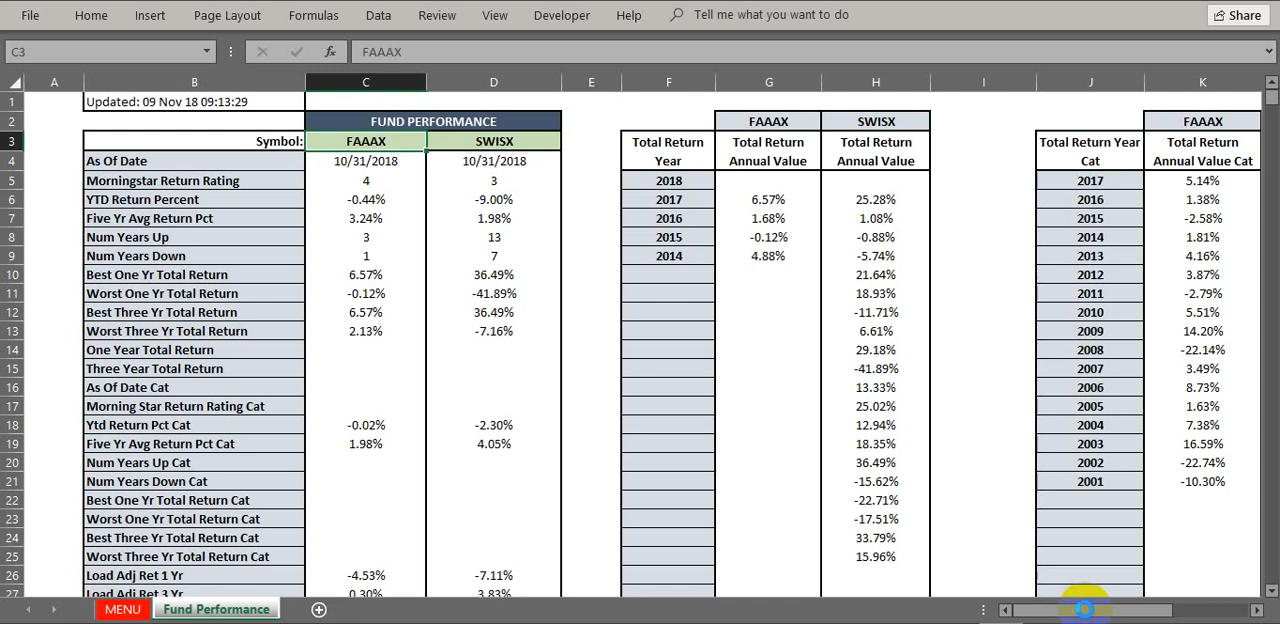 File Home Insert Page Layout Formulas Data Review View Developer Help Tell me what you want to do Share
C3 fx FAAAX
A B C D E F G H I J K
1 Updated: 09 Nov 18 09:13:29
2 FUND PERFORMANCE FAAAX SWISX FAAAX
3 Symbol: FAAAX SWISX Total Return Total Return Total Return Total Return Year Total Return
4 As Of Date 10/31/2018 10/31/2018 Year Annual Value Annual Value Cat Annual Value Cat
5 Morningstar Return Rating 4 3 2018 2017 5.14%
6 YTD Return Percent -0.44% -9.00% 2017 6.57% 25.28% 2016 1.38%
7 Five Yr Avg Return Pct 3.24% 1.98% 2016 1.68% 1.08% 2015 -2.58%
8 Num Years Up 3 13 2015 -0.12% -0.88% 2014 1.81%
9 Num Years Down 1 7 2014 4.88% -5.74% 2013 4.16%
10 Best One Yr Total Return 6.57% 36.49% 21.64% 2012 3.87%
11 Worst One Yr Total Return -0.12% -41.89% 18.93% 2011 -2.79%
12 Best Three Yr Total Return 6.57% 36.49% -11.71% 2010 5.51%
13 Worst Three Yr Total Return 2.13% -7.16% 6.61% 2009 14.20%
14 One Year Total Return 29.18% 2008 -22.14%
15 Three Year Total Return -41.89% 2007 3.49%
16 As Of Date Cat 13.33% 2006 8.73%
17 Morning Star Return Rating Cat 25.02% 2005 1.63%
18 Ytd Return Pct Cat -0.02% -2.30% 12.94% 2004 7.38%
19 Five Yr Avg Return Pct Cat 1.98% 4.05% 18.35% 2003 16.59%
20 Num Years Up Cat 36.49% 2002 -22.74%
21 Num Years Down Cat -15.62% 2001 -10.30%
22 Best One Yr Total Return Cat -22.71%
23 Worst One Yr Total Return Cat -17.51%
24 Best Three Yr Total Return Cat 33.79%
25 Worst Three Yr Total Return Cat 15.96%
26 Load Adj Ret 1 Yr -4.53% -7.11%
27 Load Adj Ret 3 Yr 0.30% 3.83%
MENU Fund Performance